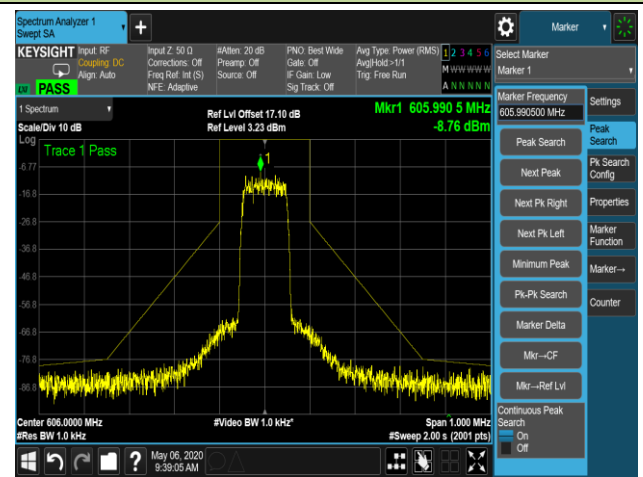 Spectrum Analyzer 1
Swept SA
Marker
KEYSIGHT
Input: RF
Coupling: DC
Align: Auto
Input Z: 50 Ω
Corrections: Off
Freq Ref: Int (S)
NFE: Adaptive
#Atten: 20 dB
Preamp: Off
Source: Off
PNO: Best Wide
Gate: Off
IF Gain: Low
Sig Track: Off
Avg Type: Power (RMS)
Avg|Hold:>1/1
Trig: Free Run
1 2 3 4 5 6
M W W W W W
A N N N N N
LXI
PASS
Select Marker
Marker 1
1 Spectrum
Scale/Div 10 dB
Log
Ref Lvl Offset 17.10 dB
Ref Level 3.23 dBm
Mkr1 605.990 5 MHz
-8.76 dBm
Trace 1 Pass
1
-6.77
-16.8
-26.8
-36.8
-46.8
-56.8
-66.8
-76.8
-86.8
Center 606.0000 MHz
#Res BW 1.0 kHz
#Video BW 1.0 kHz*
Span 1.000 MHz
#Sweep 2.00 s (2001 pts)
Marker Frequency
605.990500 MHz
Peak Search
Next Peak
Next Pk Right
Next Pk Left
Minimum Peak
Pk-Pk Search
Marker Delta
Mkr→CF
Mkr→Ref Lvl
Continuous Peak
Search
On
Off
Settings
Peak
Search
Pk Search
Config
Properties
Marker
Function
Marker→
Counter
?
May 06, 2020
9:39:05 AM